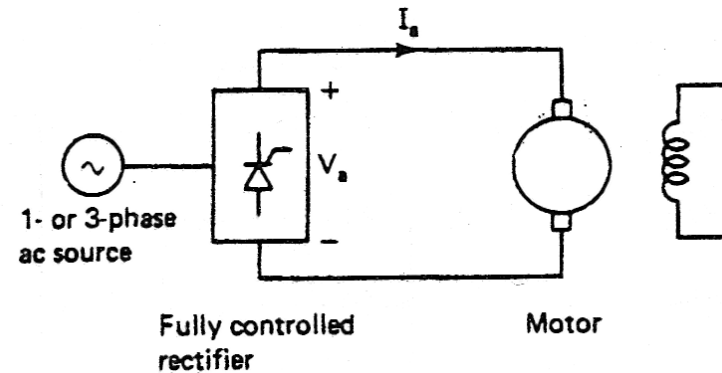 Iₐ
+
Vₐ
1- or 3-phase
ac source
−
Fully controlled
rectifier
Motor